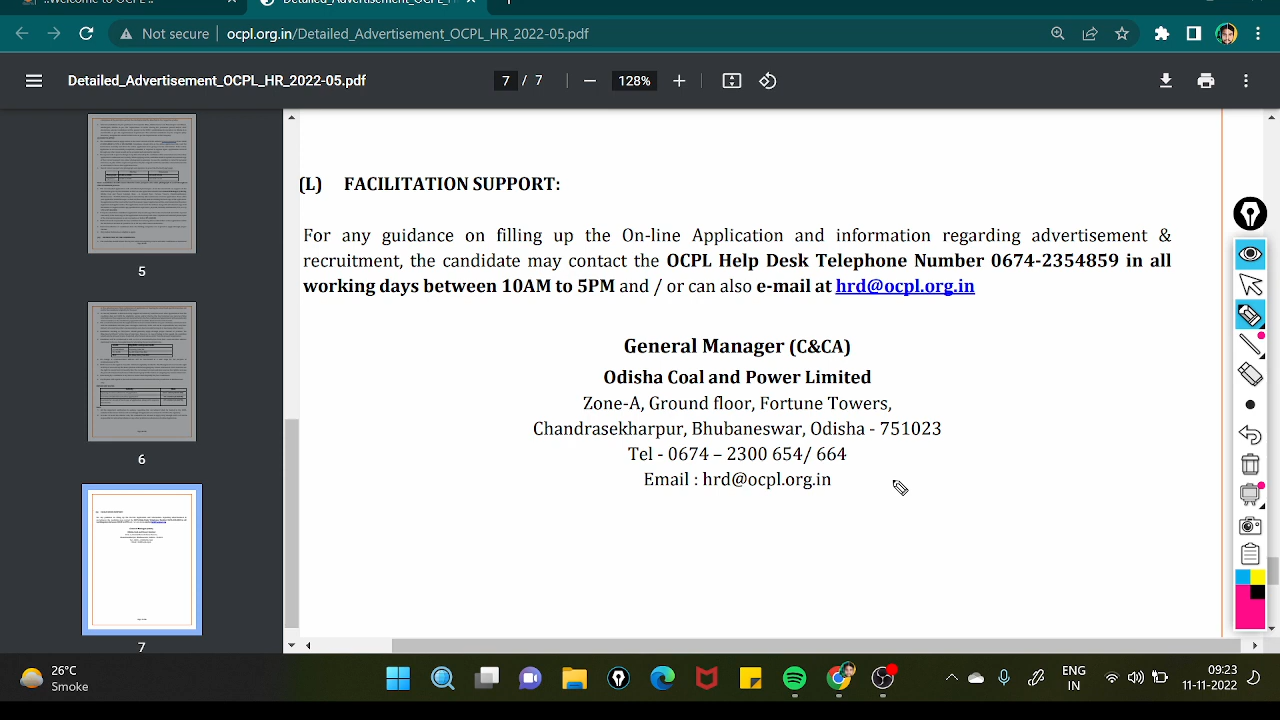 ..Welcome to OCPL ..
Detailed_Advertisement_OCPL_H
Not secure
ocpl.org.in/Detailed_Advertisement_OCPL_HR_2022-05.pdf
Detailed_Advertisement_OCPL_HR_2022-05.pdf
7 / 7
128%
5
6
7
(L) FACILITATION SUPPORT:
For any guidance on filling up the On-line Application and information regarding advertisement &
recruitment, the candidate may contact the OCPL Help Desk Telephone Number 0674-2354859 in all
working days between 10AM to 5PM and / or can also e-mail at hrd@ocpl.org.in
General Manager (C&CA)
Odisha Coal and Power Limited
Zone-A, Ground floor, Fortune Towers,
Chandrasekharpur, Bhubaneswar, Odisha - 751023
Tel - 0674 – 2300 654/ 664
Email : hrd@ocpl.org.in
26°C
Smoke
ENG
IN
09:23
11-11-2022